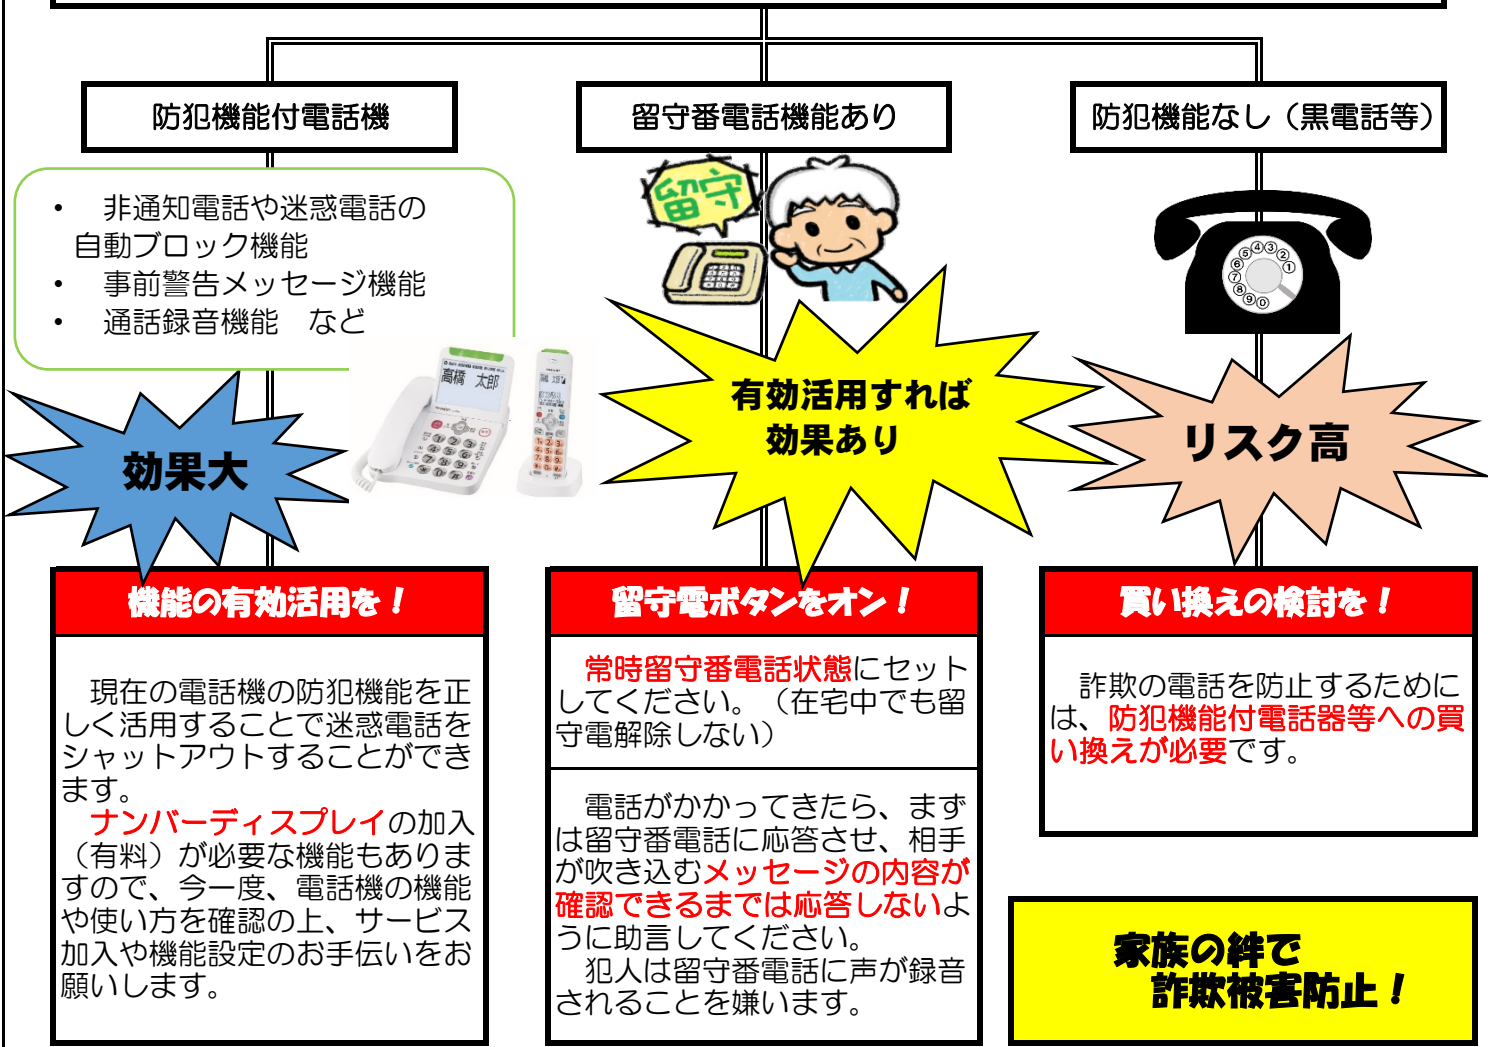 防犯機能付電話機
・ 非通知電話や迷惑電話の
自動ブロック機能
・ 事前警告メッセージ機能
・ 通話録音機能 など
高橋 太郎
効果大
機能の有効活用を！
現在の電話機の防犯機能を正
しく活用することで迷惑電話を
シャットアウトすることができ
ます。
ナンバーディスプレイの加入
（有料）が必要な機能もありま
すので、今一度、電話機の機能
や使い方を確認の上、サービス
加入や機能設定のお手伝いをお
願いします。
留守番電話機能あり
留守
有効活用すれば
効果あり
留守電ボタンをオン！
常時留守番電話状態にセット
してください。（在宅中でも留
守電解除しない）
電話がかかってきたら、まず
は留守番電話に応答させ、相手
が吹き込むメッセージの内容が
確認できるまでは応答しないよ
うに助言してください。
犯人は留守番電話に声が録音
されることを嫌います。
防犯機能なし（黒電話等）
①
②
③
④
⑤
⑥
⑦
⑧
⑨
⓪
リスク高
買い換えの検討を！
詐欺の電話を防止するために
は、防犯機能付電話器等への買
い換えが必要です。
家族の絆で
詐欺被害防止！